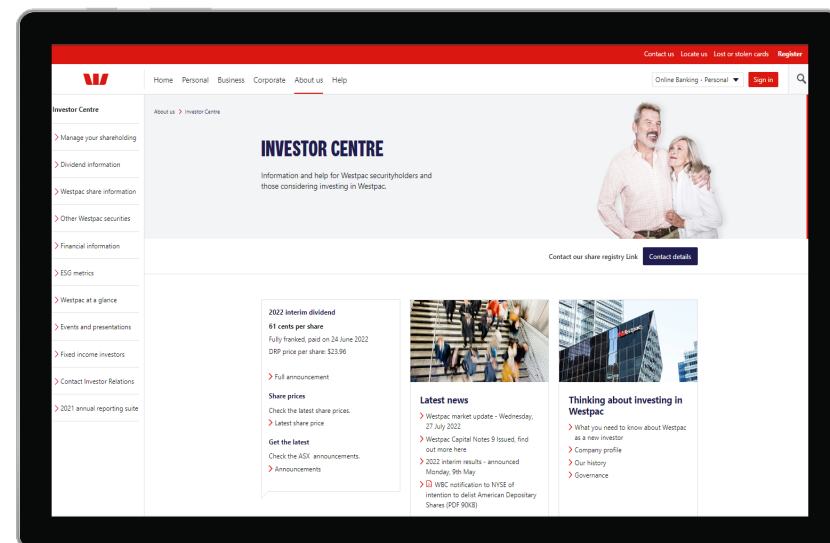 Contact us Locate us Lost or stolen cards Register
Home Personal Business Corporate About us Help
Online Banking - Personal Sign in
Investor Centre
Manage your shareholding
Dividend information
Westpac share information
Other Westpac securities
Financial information
ESG metrics
Westpac at a glance
Events and presentations
Fixed income investors
Contact Investor Relations
2021 annual reporting suite
About us > Investor Centre
INVESTOR CENTRE
Information and help for Westpac securityholders and
those considering investing in Westpac.
Contact our share registry Link Contact details
2022 interim dividend
61 cents per share
Fully franked, paid on 24 June 2022
DRP price per share: $23.96
Full announcement
Share prices
Check the latest share prices.
Latest share price
Get the latest
Check the ASX announcements.
Announcements
Latest news
Westpac market update - Wednesday,
27 July 2022
Westpac Capital Notes 9 Issued, find
out more here
2022 interim results - announced
Monday, 9th May
WBC notification to NYSE of
intention to delist American Depositary
Shares (PDF 90KB)
Westpac
Thinking about investing in
Westpac
What you need to know about Westpac
as a new investor
Company profile
Our history
Governance